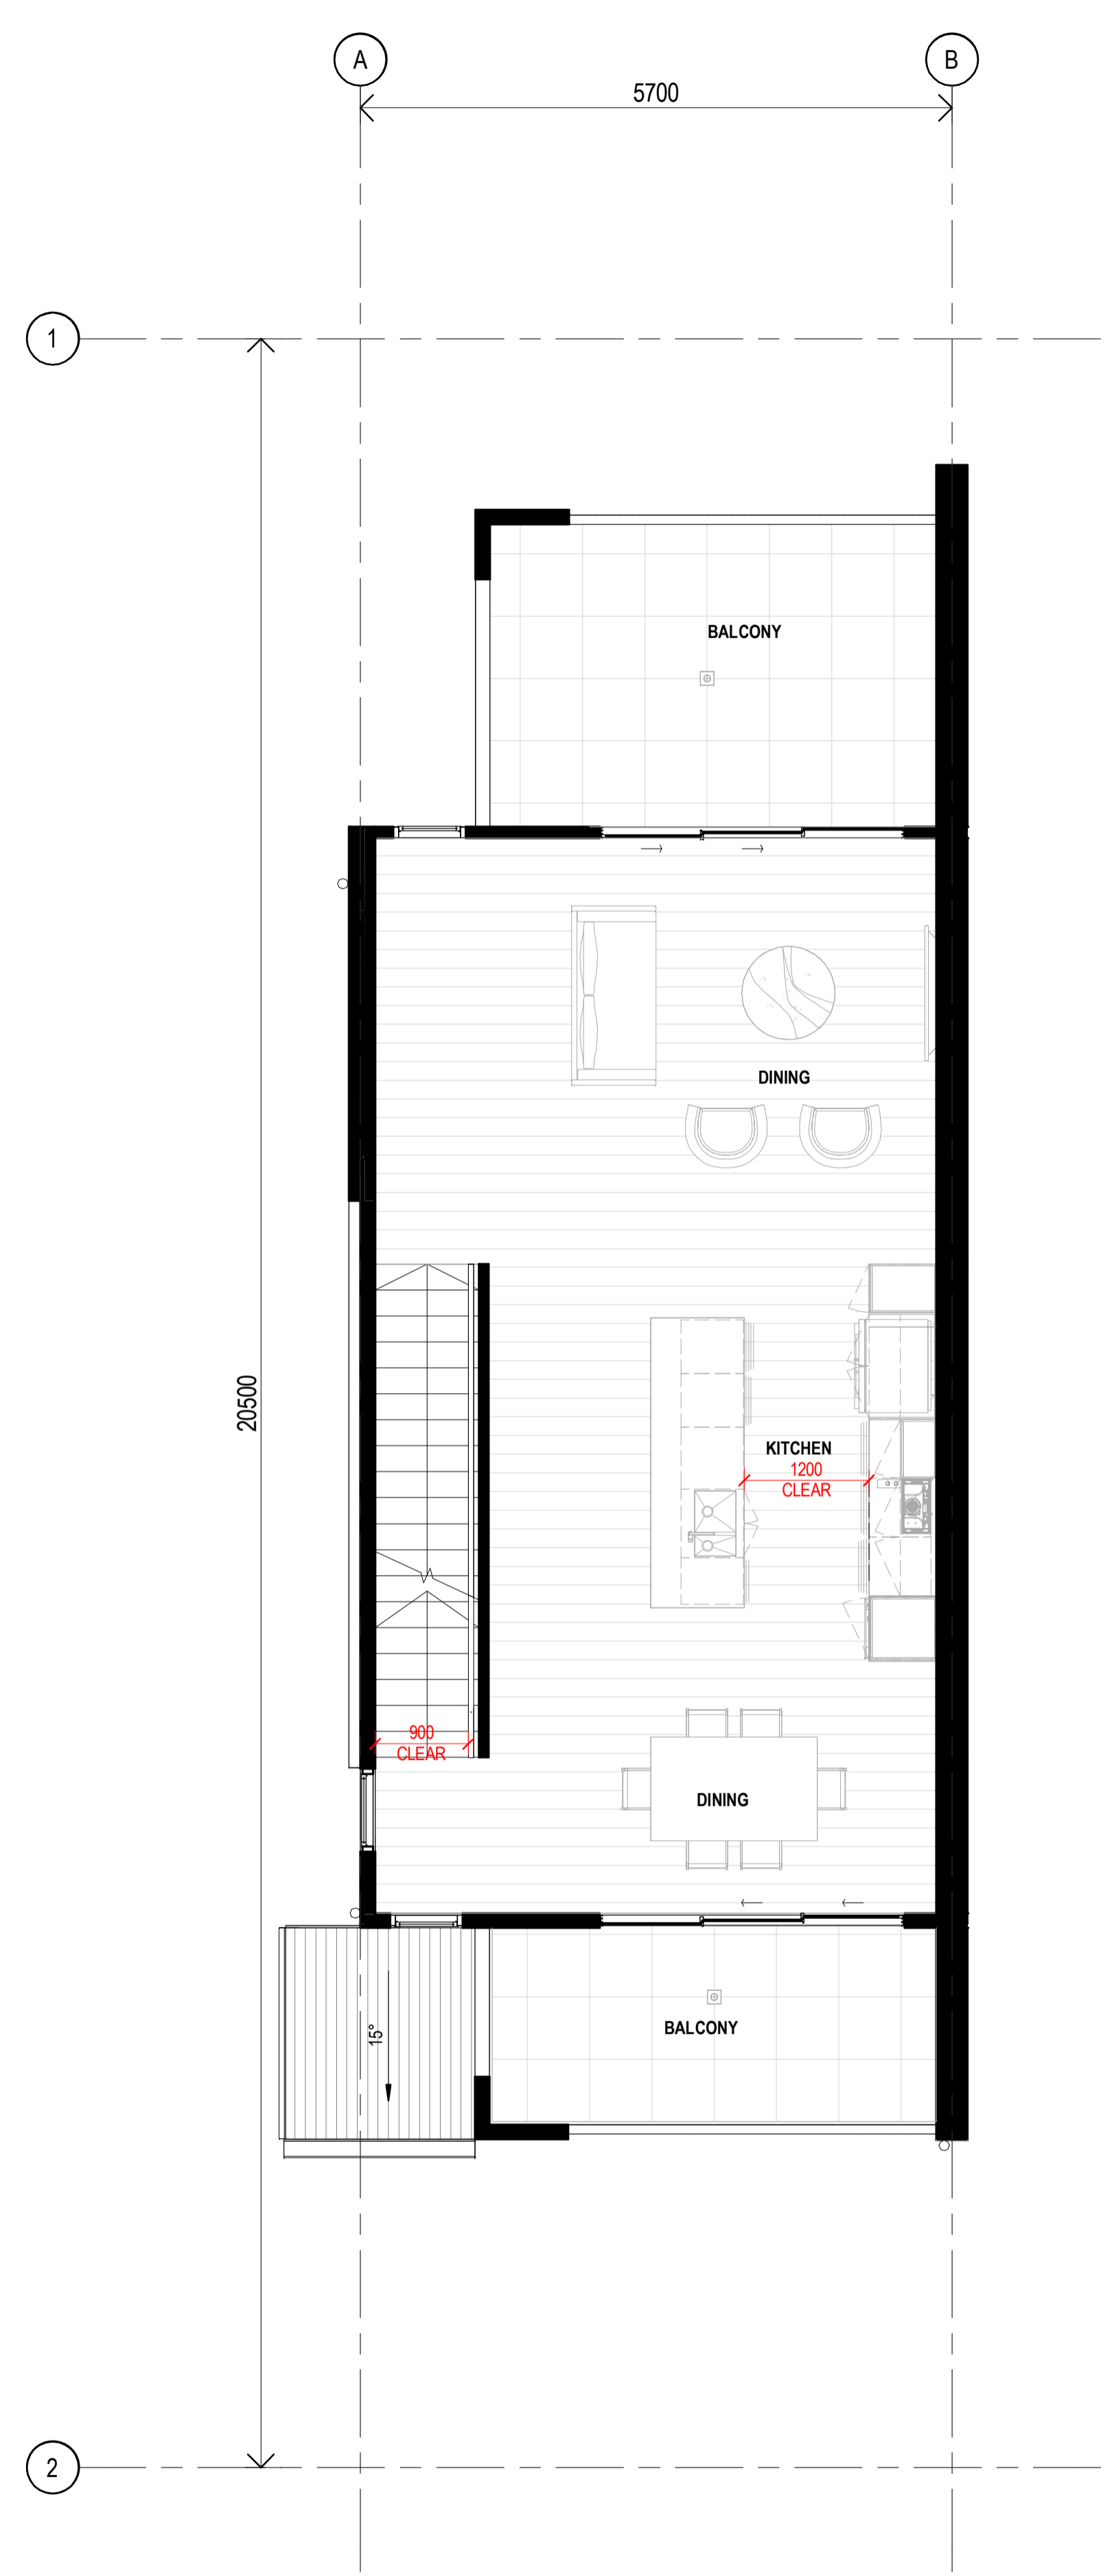 A
B
5700
1
BALCONY
DINING
20500
KITCHEN
1200
CLEAR
900
CLEAR
DINING
15°
BALCONY
2